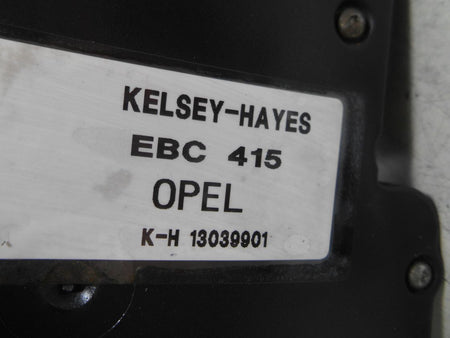 KELSEY-HAYES
EBC 415
OPEL
K-H 13039901